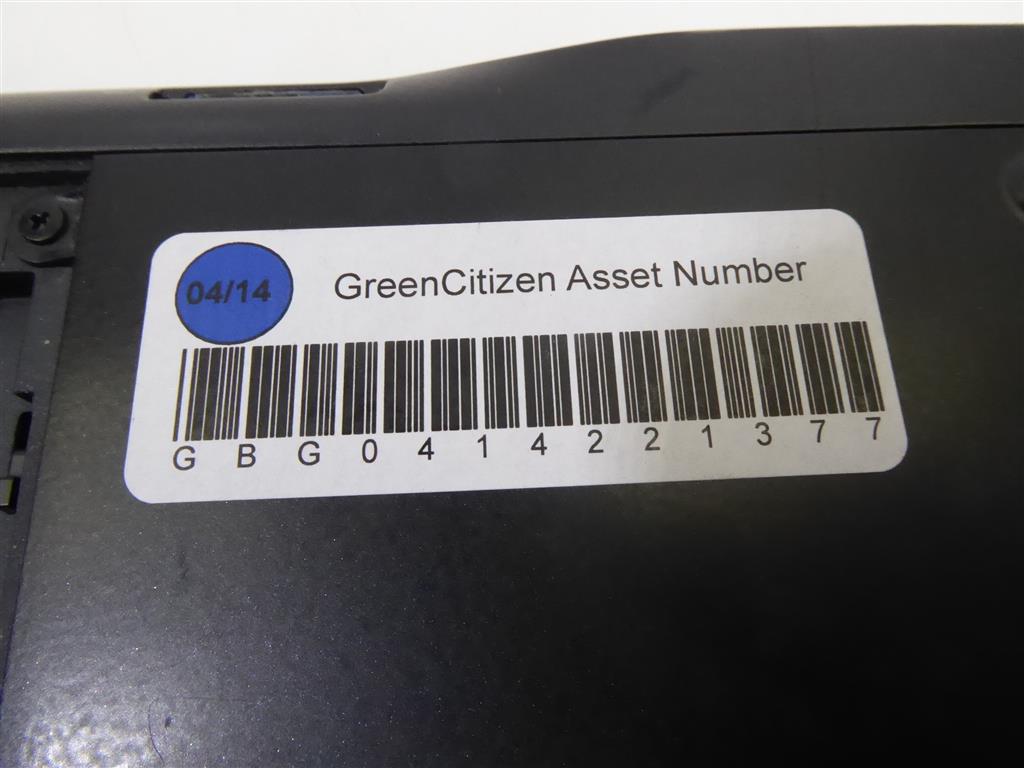 04/14
GreenCitizen Asset Number
G B G 0 4 1 4 2 2 1 3 7 7